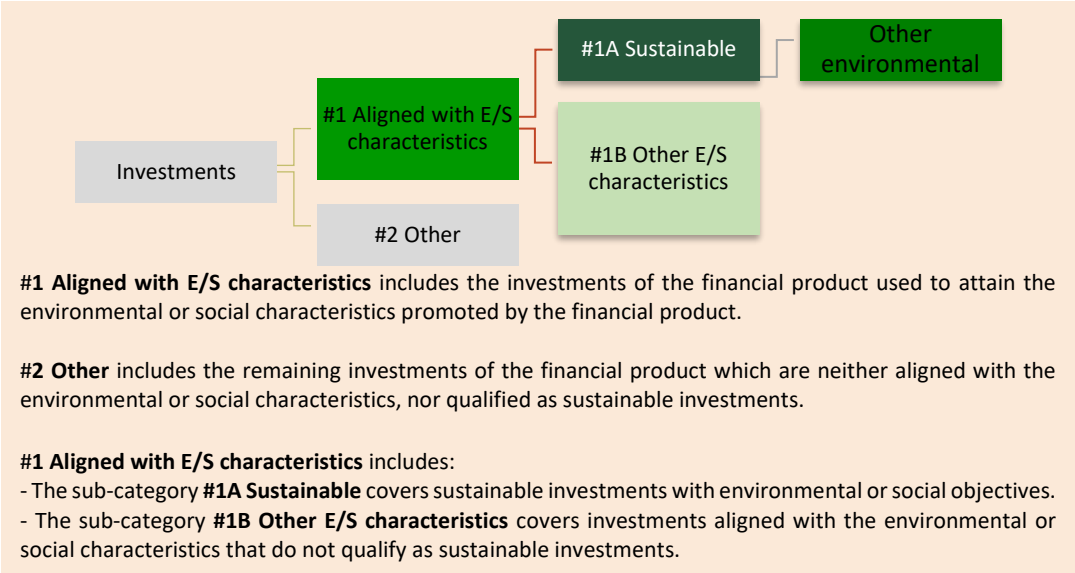 #1A Sustainable
Other
environmental
#1 Aligned with E/S
characteristics
#1B Other E/S
characteristics
Investments
#2 Other
#1 Aligned with E/S characteristics includes the investments of the financial product used to attain the
environmental or social characteristics promoted by the financial product.
#2 Other includes the remaining investments of the financial product which are neither aligned with the
environmental or social characteristics, nor qualified as sustainable investments.
#1 Aligned with E/S characteristics includes:
- The sub-category #1A Sustainable covers sustainable investments with environmental or social objectives.
- The sub-category #1B Other E/S characteristics covers investments aligned with the environmental or
social characteristics that do not qualify as sustainable investments.